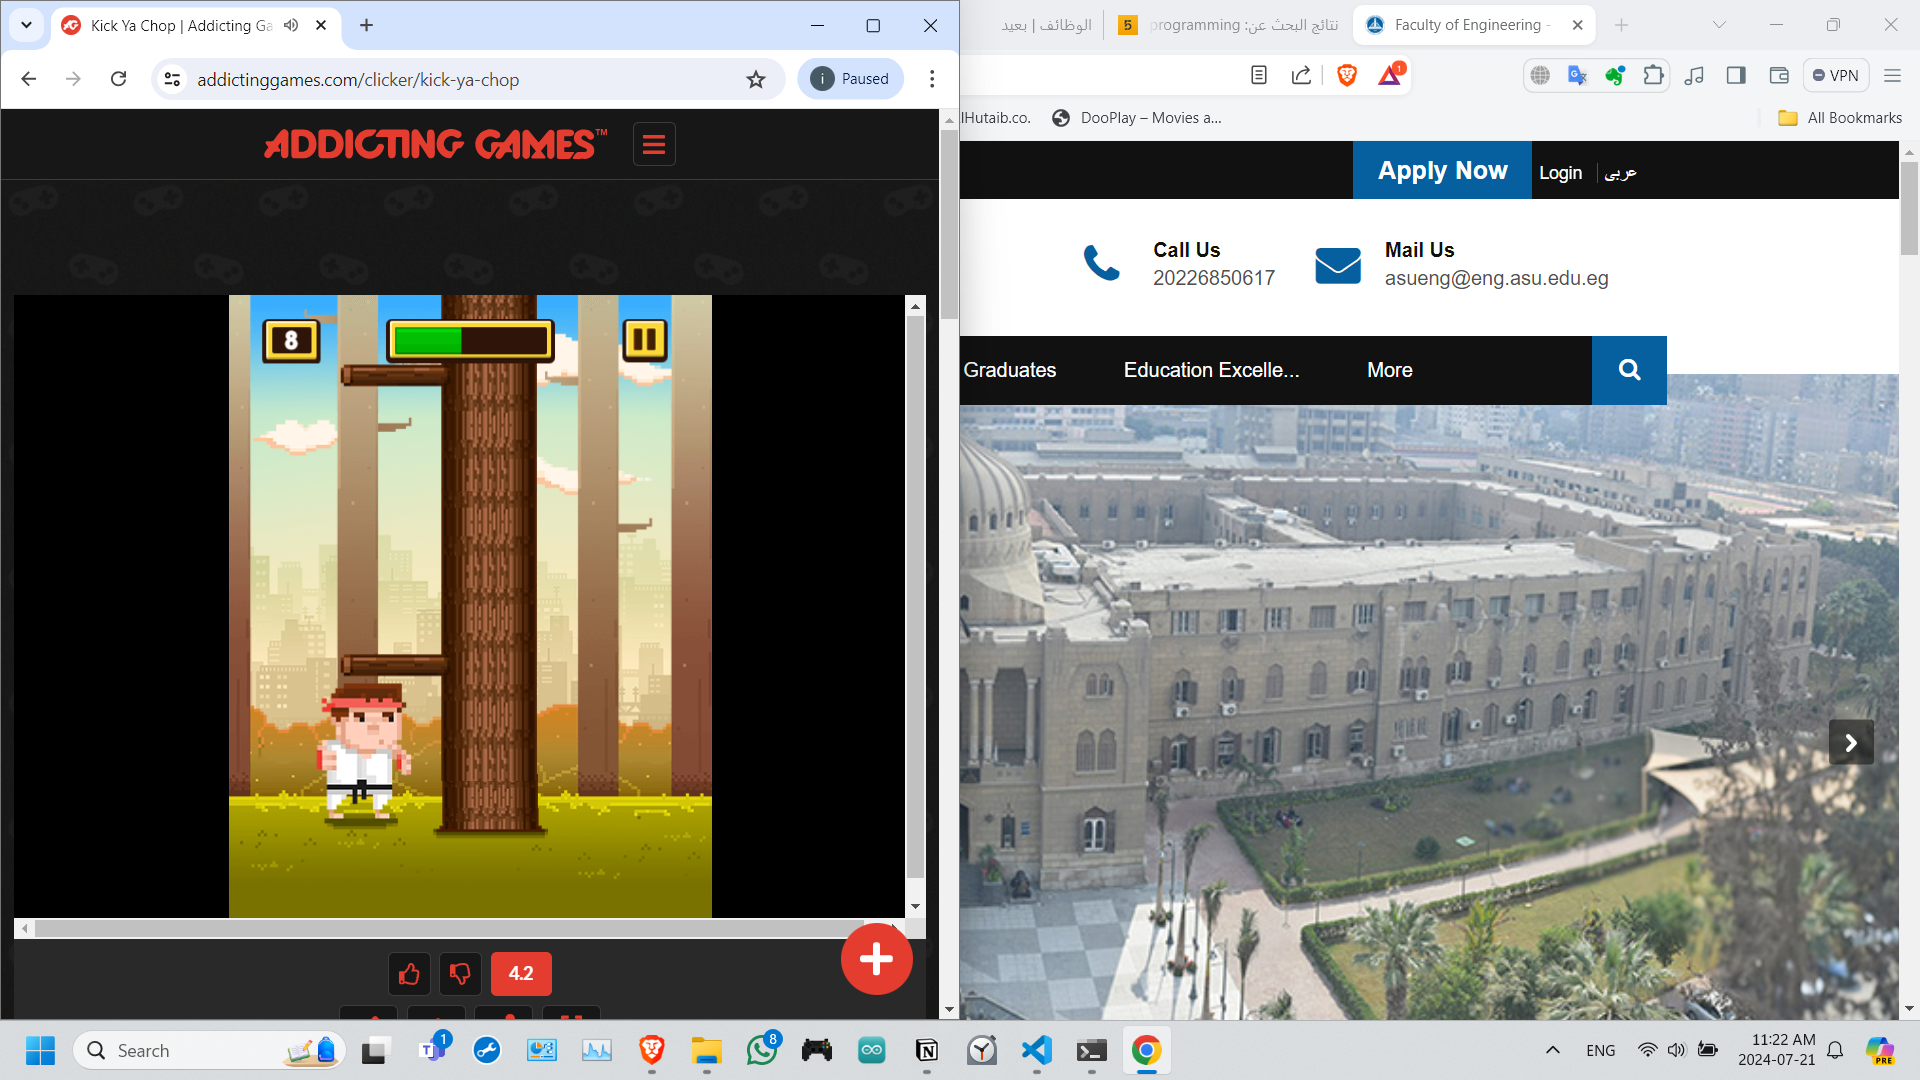 Kick Ya Chop | Addicting Ga
الوظائف | بعيد
نتائج البحث عن: programming
Faculty of Engineering -
addictinggames.com/clicker/kick-ya-chop
i Paused
1
VPN
lHutaib.co.
DooPlay – Movies a...
All Bookmarks
ADDICTING GAMES™
Apply Now
Login
عربى
Call Us
20226850617
Mail Us
asueng@eng.asu.edu.eg
Graduates
Education Excelle...
More
8
4.2
Search
1
8
ENG
11:22 AM
2024-07-21
PRE